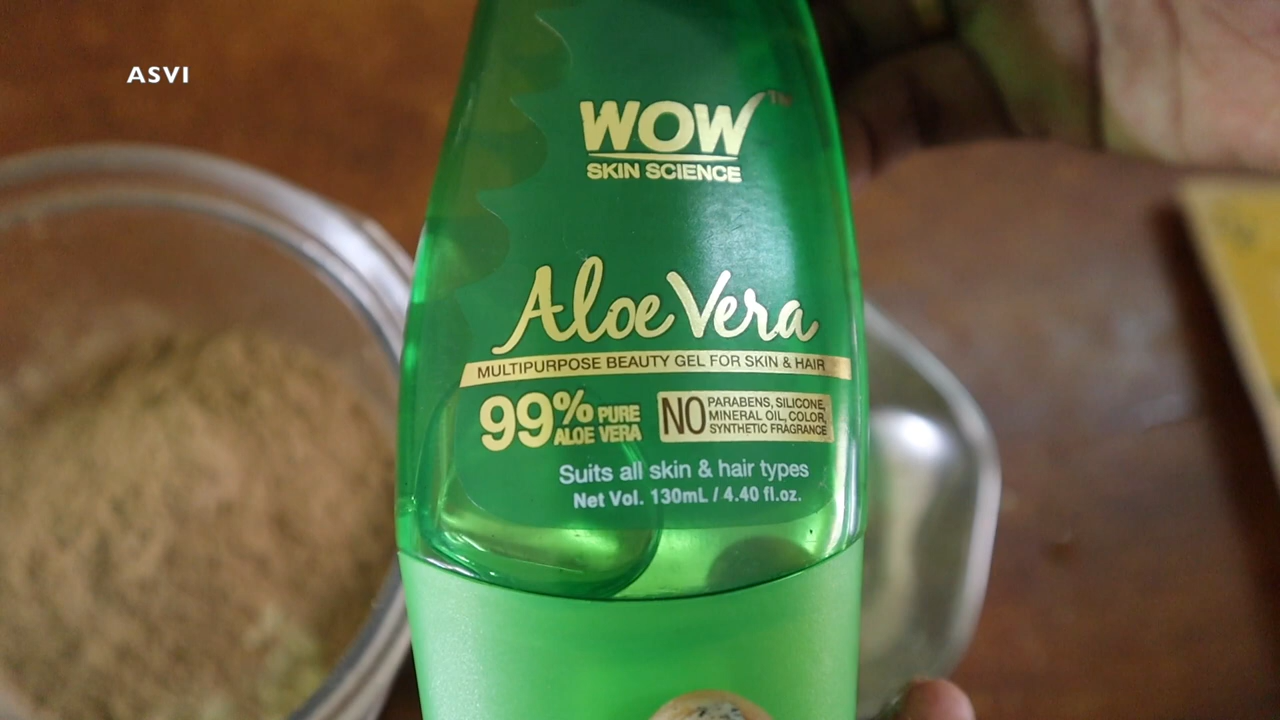 ASVI
WOW™
SKIN SCIENCE
Aloe Vera
MULTIPURPOSE BEAUTY GEL FOR SKIN & HAIR
99% PURE
ALOE VERA
NO PARABENS, SILICONE,
MINERAL OIL, COLOR,
SYNTHETIC FRAGRANCE
Suits all skin & hair types
Net Vol. 130mL / 4.40 fl.oz.